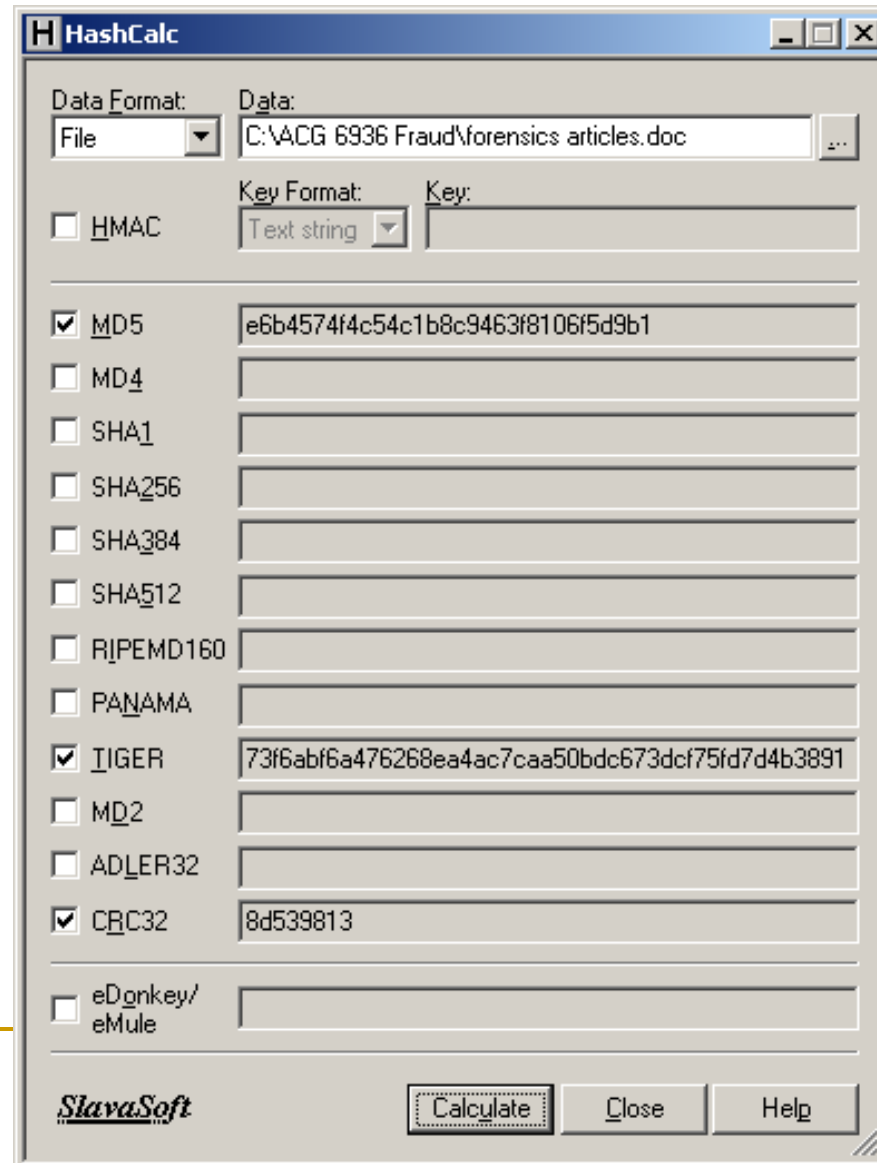 HashCalc
Data Format: Data:
File C:\ACG 6936 Fraud\forensics articles.doc ...
Key Format: Key:
HMAC Text string
MD5 e6b4574f4c54c1b8c9463f8106f5d9b1
MD4
SHA1
SHA256
SHA384
SHA512
RIPEMD160
PANAMA
TIGER 73f6abf6a476268ea4ac7caa50bdc673dcf75fd7d4b3891
MD2
ADLER32
CRC32 8d539813
eDonkey/
eMule
SlavaSoft Calculate Close Help